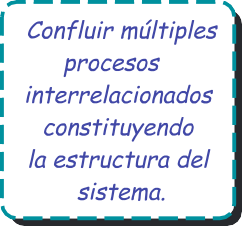 Confluir múltiples
procesos
interrelacionados
constituyendo
la estructura del
sistema.